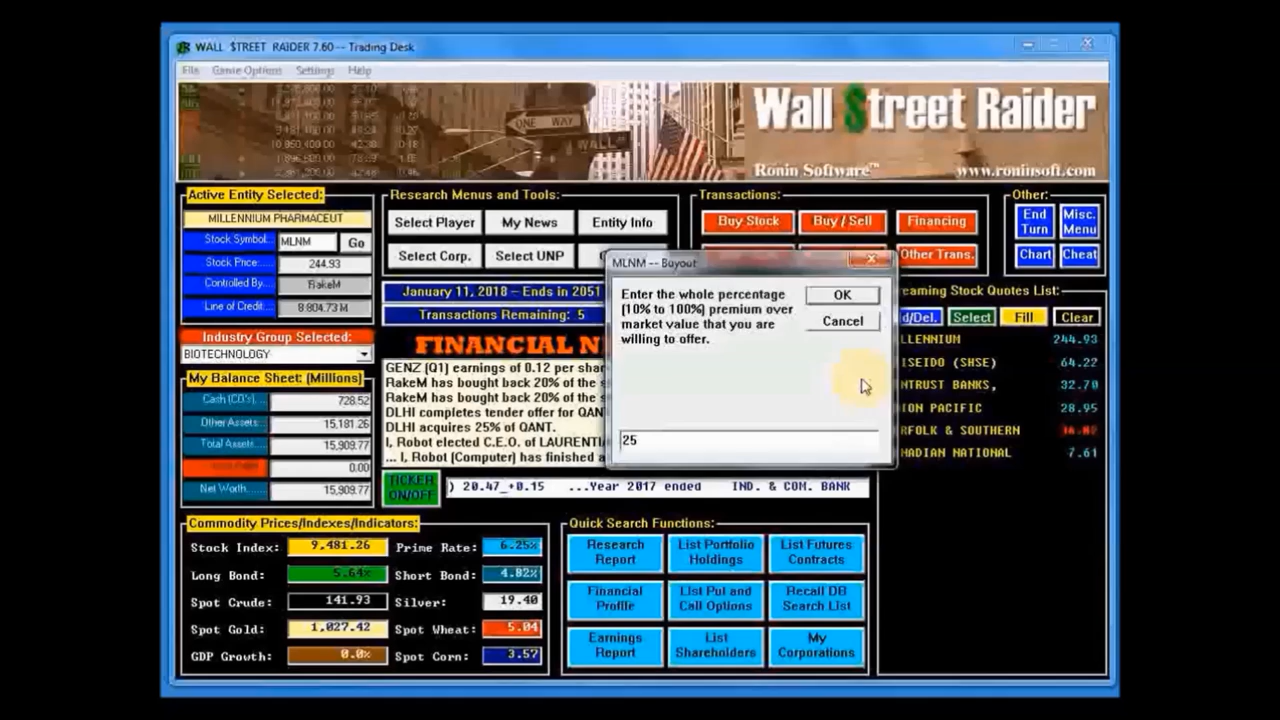 WALL $TREET RAIDER 7.60 -- Trading Desk
File Game Options Settings Help
ONE WAY
Wall $treet Raider
Ronin Software™ www.roninsoft.com
Active Entity Selected:
MILLENNIUM PHARMACEUT
Stock Symbol... MLNM Go
Stock Price:.... 244.93
Controlled By... RakeM
Line of Credit: 8,804.73 M
Industry Group Selected:
BIOTECHNOLOGY
My Balance Sheet: (Millions)
Cash (CD's) 728.52
Other Assets: 15,181.26
Total Assets: 15,909.77
0.00
Net Worth: 15,909.77
Research Menus and Tools:
Select Player My News Entity Info
Select Corp. Select UNP
January 11, 2018 -- Ends in 2051
Transactions Remaining: 5
FINANCIAL N
GENZ (Q1) earnings of 0.12 per shar
RakeM has bought back 20% of the s
RakeM has bought back 20% of the s
DLHI completes tender offer for QAN
DLHI acquires 25% of QANT.
I, Robot elected C.E.O. of LAURENTI
... I, Robot (Computer) has finished a
TICKER ON/OFF
) 20.47_+0.15 ...Year 2017 ended IND. & COM. BANK
Transactions:
Buy Stock Buy / Sell Financing
Other Trans.
Other:
End Turn Misc. Menu
Chart Cheat
MLNM -- Buyout
Enter the whole percentage
(10% to 100%) premium over
market value that you are
willing to offer.
OK
Cancel
25
eaming Stock Quotes List:
d/Del. Select Fill Clear
LLENNIUM 244.93
ISEIDO (SHSE) 64.22
NTRUST BANKS, 32.70
ION PACIFIC 28.95
RFOLK & SOUTHERN
NADIAN NATIONAL 7.61
Commodity Prices/Indexes/Indicators:
Stock Index: 9,481.26 Prime Rate: 6.25%
Long Bond: 5.64% Short Bond: 4.82%
Spot Crude: 141.93 Silver: 19.40
Spot Gold: 1,027.42 Spot Wheat: 5.04
GDP Growth: 0.0% Spot Corn: 3.57
Quick Search Functions:
Research Report List Portfolio Holdings List Futures Contracts
Financial Profile List Put and Call Options Recall DB Search List
Earnings Report List Shareholders My Corporations